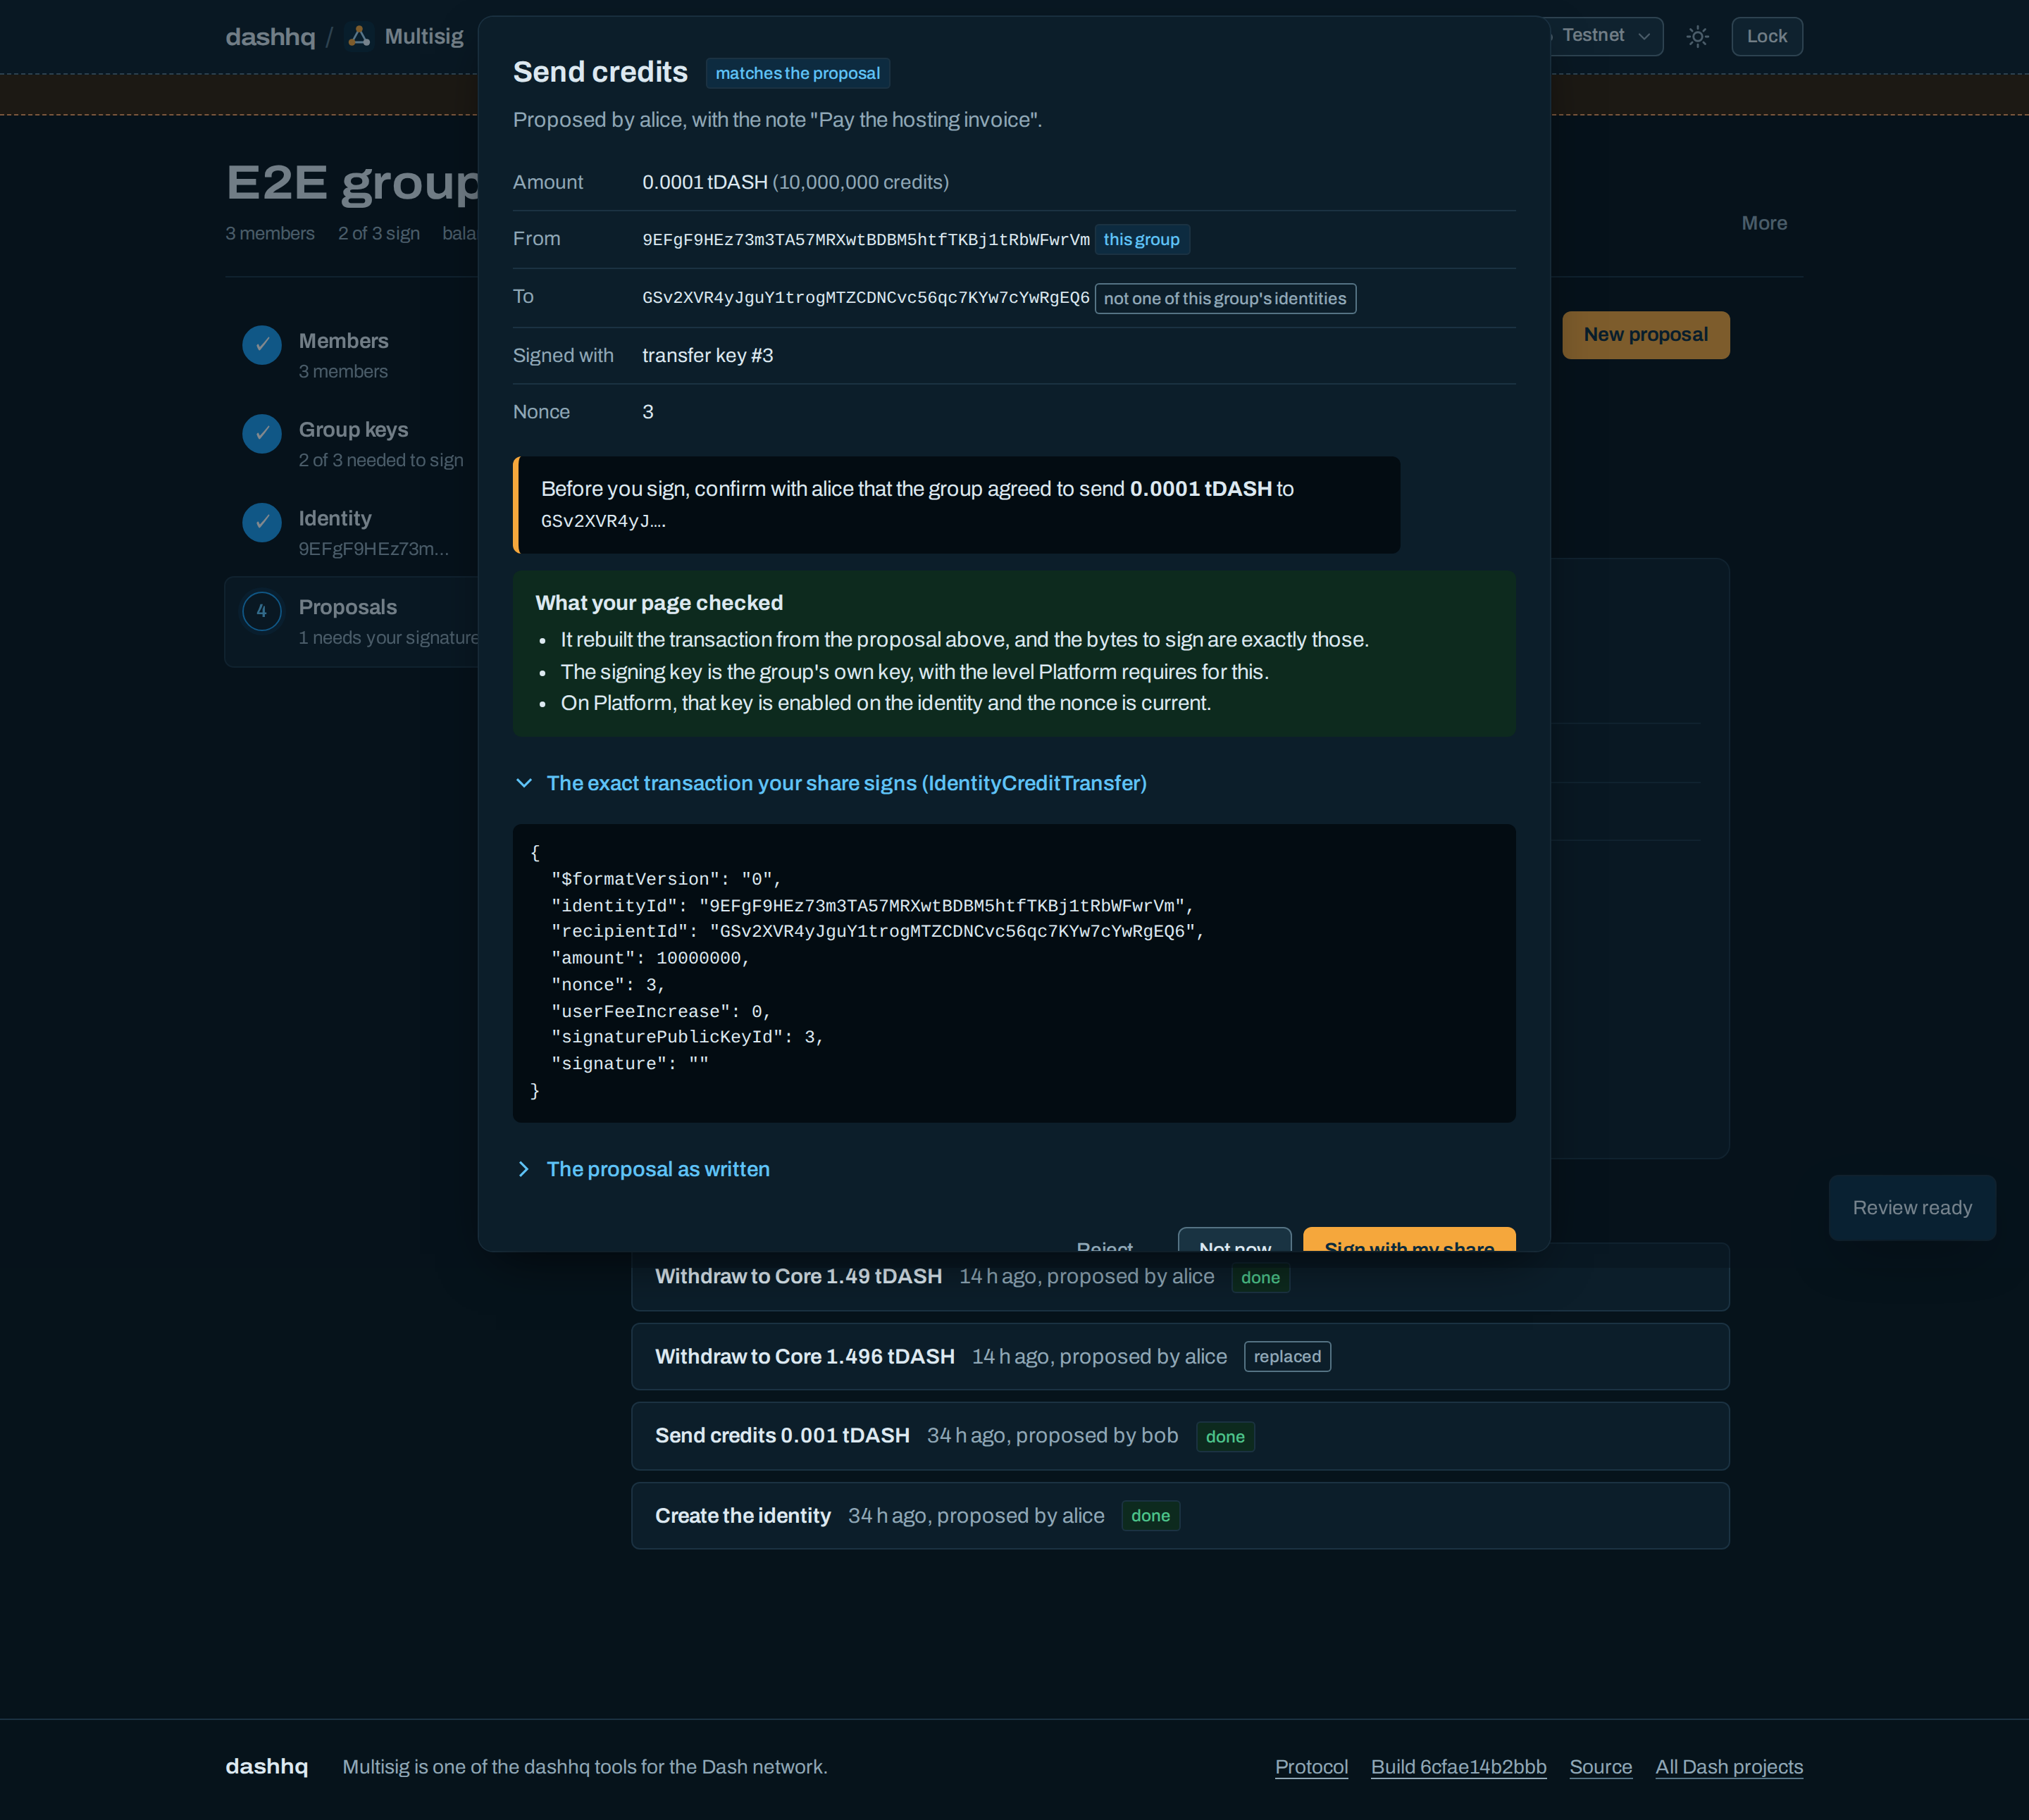 dashhq / Multisig
Testnet
Lock
E2E group
3 members 2 of 3 sign bala
More
New proposal
Members
3 members
Group keys
2 of 3 needed to sign
Identity
9EFgF9HEz73m...
4 Proposals
1 needs your signature
Send credits matches the proposal
Proposed by alice, with the note "Pay the hosting invoice".
Amount 0.0001 tDASH (10,000,000 credits)
From 9EFgF9HEz73m3TA57MRXwtBDBM5htfTKBj1tRbWFwrVm this group
To GSv2XVR4yJguY1trogMTZCDNCvc56qc7KYw7cYwRgEQ6 not one of this group's identities
Signed with transfer key #3
Nonce 3
Before you sign, confirm with alice that the group agreed to send 0.0001 tDASH to
GSv2XVR4yJ….
What your page checked
• It rebuilt the transaction from the proposal above, and the bytes to sign are exactly those.
• The signing key is the group's own key, with the level Platform requires for this.
• On Platform, that key is enabled on the identity and the nonce is current.
The exact transaction your share signs (IdentityCreditTransfer)
{
"$formatVersion": "0",
"identityId": "9EFgF9HEz73m3TA57MRXwtBDBM5htfTKBj1tRbWFwrVm",
"recipientId": "GSv2XVR4yJguY1trogMTZCDNCvc56qc7KYw7cYwRgEQ6",
"amount": 10000000,
"nonce": 3,
"userFeeIncrease": 0,
"signaturePublicKeyId": 3,
"signature": ""
}
The proposal as written
Reject Not now Sign with my share
Review ready
Withdraw to Core 1.49 tDASH 14 h ago, proposed by alice done
Withdraw to Core 1.496 tDASH 14 h ago, proposed by alice replaced
Send credits 0.001 tDASH 34 h ago, proposed by bob done
Create the identity 34 h ago, proposed by alice done
dashhq Multisig is one of the dashhq tools for the Dash network. Protocol Build 6cfae14b2bbb Source All Dash projects